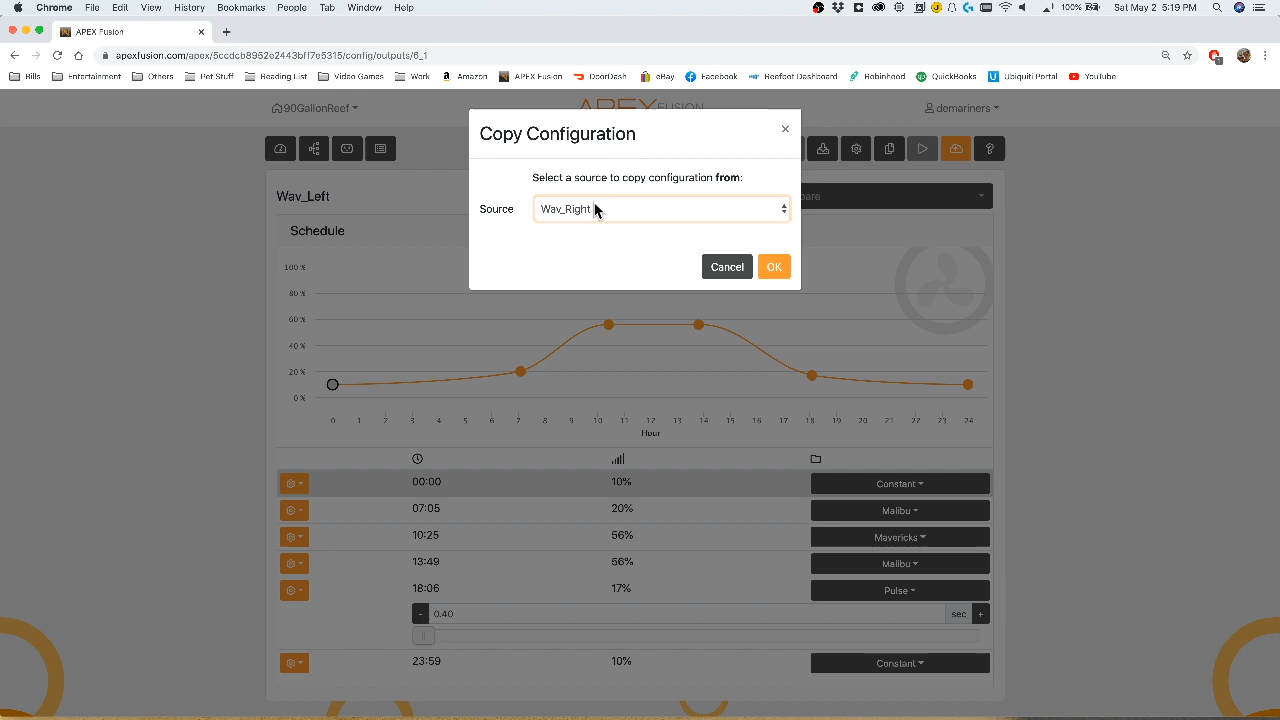 Chrome File Edit View History Bookmarks People Tab Window Help 100% Sat May 2 5:19 PM
APEX Fusion
apexfusion.com/apex/5ccdcb8952e2443bf17e5315/config/outputs/6_1
Bills Entertainment Others Pet Stuff Reading List Video Games Work Amazon APEX Fusion DoorDash eBay Facebook Reefbot Dashboard Robinhood QuickBooks Ubiquiti Portal YouTube
90GallonReef APEX FUSION demariners
Copy Configuration
Select a source to copy configuration from:
Source Wav_Right
Cancel OK
Wav_Left
Schedule
100 %
80 %
60 %
40 %
20 %
0 %
0 1 2 3 4 5 6 7 8 9 10 11 12 13 14 15 16 17 18 19 20 21 22 23 24
Hour
00:00 10% Constant
07:05 20% Malibu
10:25 56% Mavericks
13:49 56% Malibu
18:06 17% Pulse
- 0.40 sec +
23:59 10% Constant